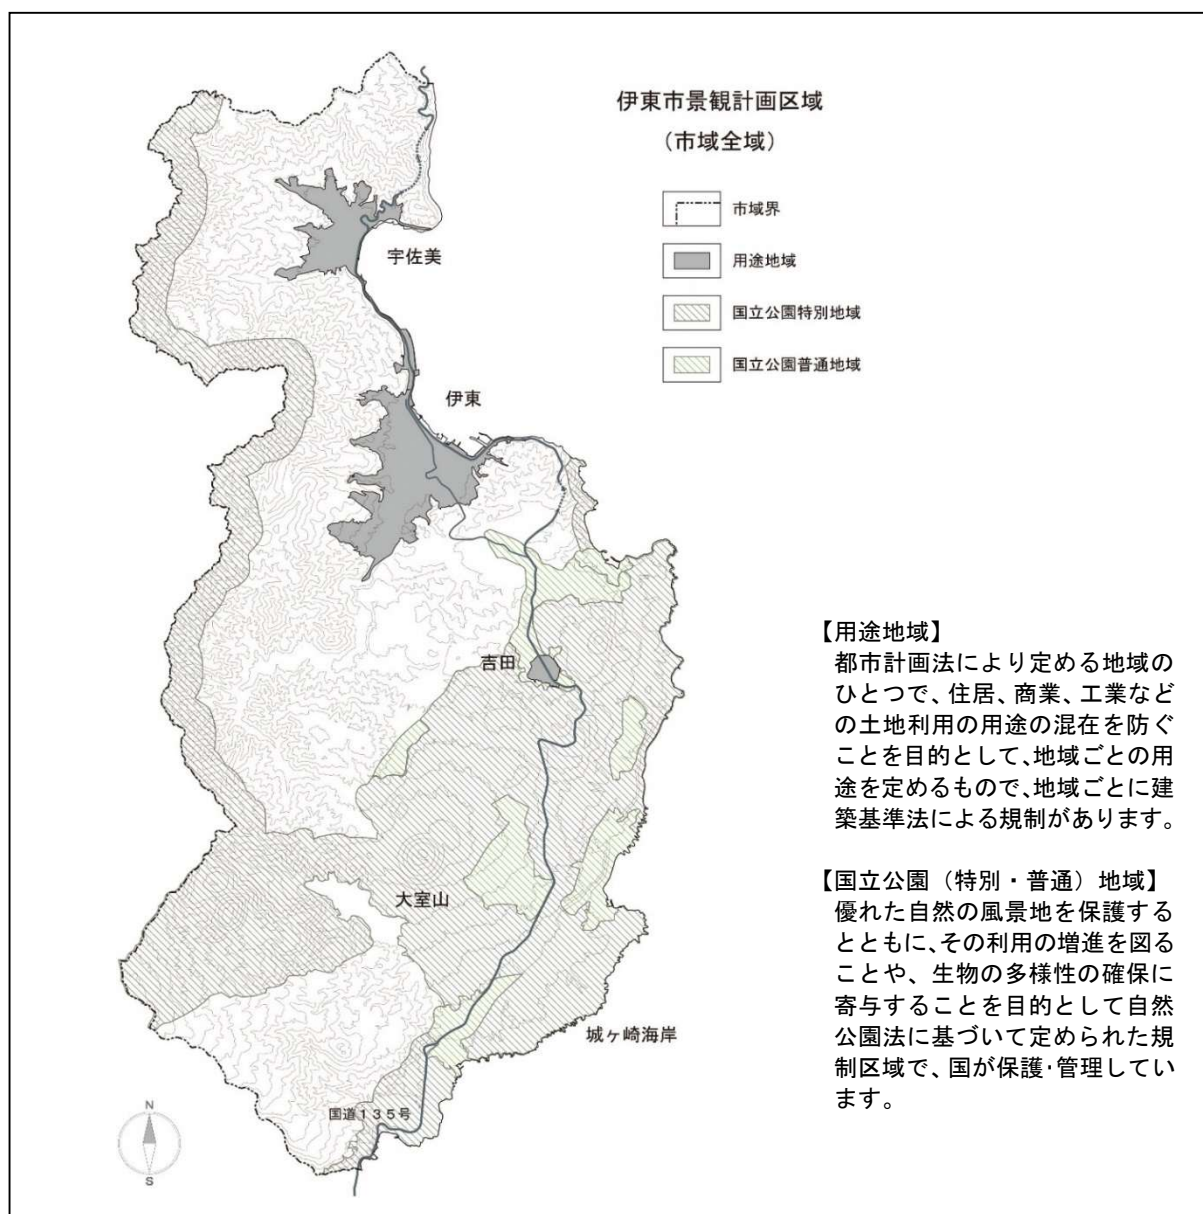 伊東市景観計画区域
（市域全域）
市域界
用途地域
国立公園特別地域
国立公園普通地域
宇佐美
伊東
吉田
大室山
城ヶ崎海岸
国道１３５号
N
S
【用途地域】
都市計画法により定める地域の
ひとつで、住居、商業、工業など
の土地利用の用途の混在を防ぐ
ことを目的として、地域ごとの用
途を定めるもので、地域ごとに建
築基準法による規制があります。
【国立公園（特別・普通）地域】
優れた自然の風景地を保護する
とともに、その利用の増進を図る
ことや、生物の多様性の確保に
寄与することを目的として自然
公園法に基づいて定められた規
制区域で、国が保護・管理してい
ます。